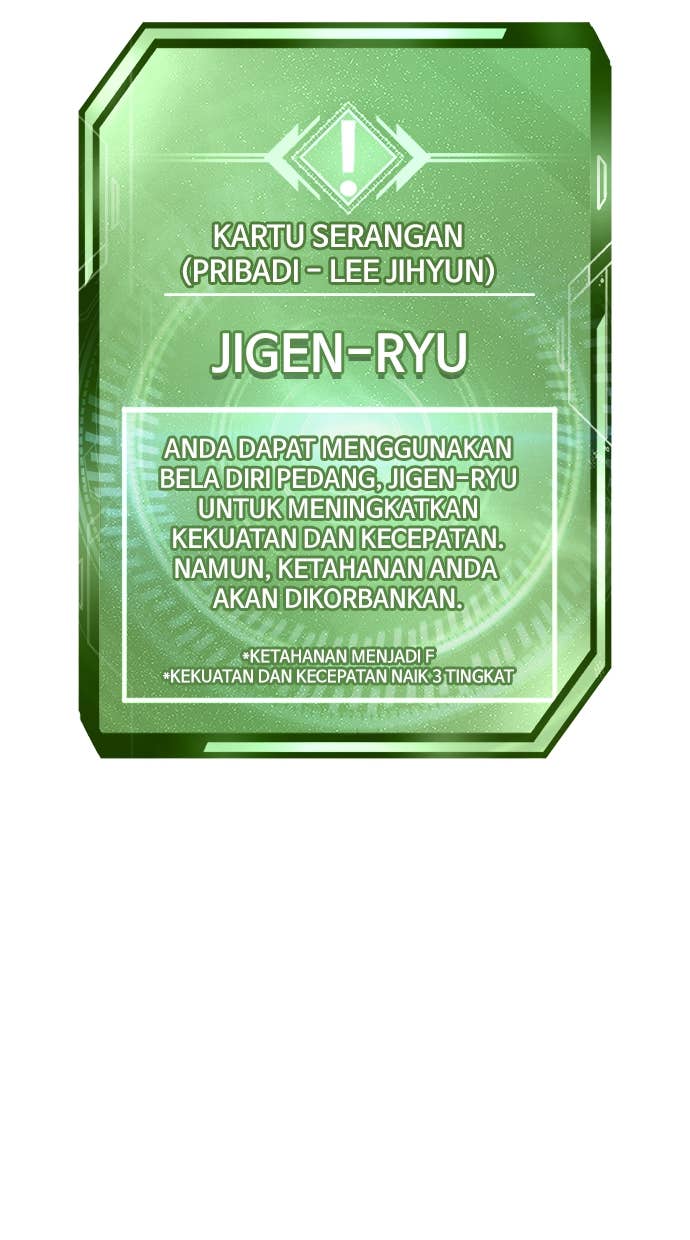 !
KARTU SERANGAN
(PRIBADI - LEE JIHYUN)
JIGEN-RYU
ANDA DAPAT MENGGUNAKAN
BELA DIRI PEDANG, JIGEN-RYU
UNTUK MENINGKATKAN
KEKUATAN DAN KECEPATAN.
NAMUN, KETAHANAN ANDA
AKAN DIKORBANKAN.
*KETAHANAN MENJADI F
*KEKUATAN DAN KECEPATAN NAIK 3 TINGKAT